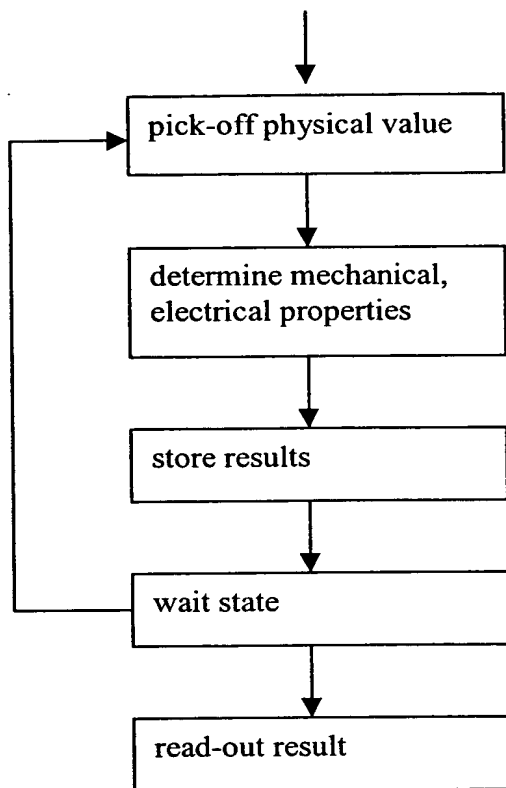 pick-off physical value
determine mechanical,
electrical properties
store results
wait state
read-out result